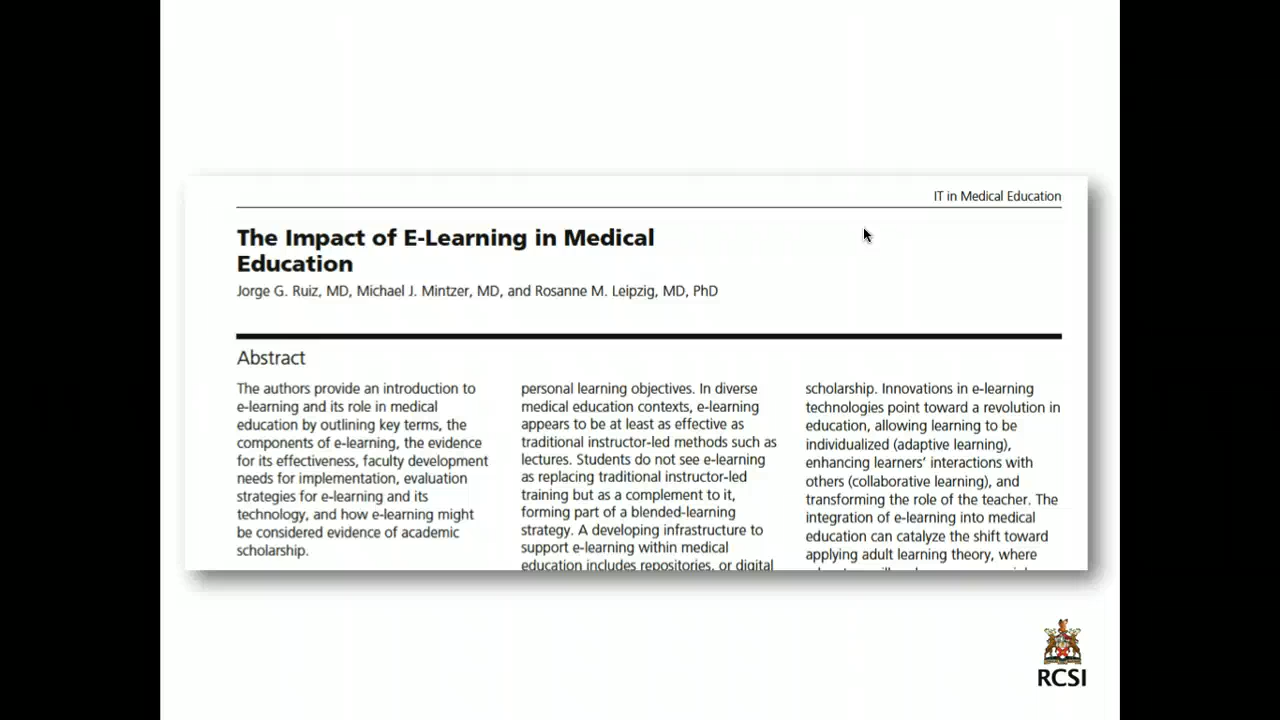 IT in Medical Education
The Impact of E-Learning in Medical
Education
Jorge G. Ruiz, MD, Michael J. Mintzer, MD, and Rosanne M. Leipzig, MD, PhD
Abstract
The authors provide an introduction to
e-learning and its role in medical
education by outlining key terms, the
components of e-learning, the evidence
for its effectiveness, faculty development
needs for implementation, evaluation
strategies for e-learning and its
technology, and how e-learning might
be considered evidence of academic
scholarship.
personal learning objectives. In diverse
medical education contexts, e-learning
appears to be at least as effective as
traditional instructor-led methods such as
lectures. Students do not see e-learning
as replacing traditional instructor-led
training but as a complement to it,
forming part of a blended-learning
strategy. A developing infrastructure to
support e-learning within medical
education includes repositories, or digital
scholarship. Innovations in e-learning
technologies point toward a revolution in
education, allowing learning to be
individualized (adaptive learning),
enhancing learners' interactions with
others (collaborative learning), and
transforming the role of the teacher. The
integration of e-learning into medical
education can catalyze the shift toward
applying adult learning theory, where
RCSI